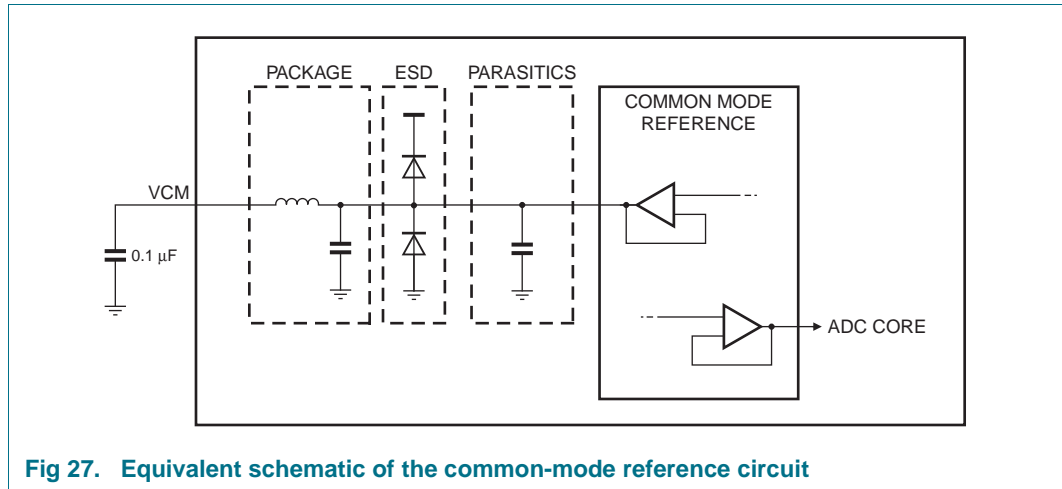 PACKAGE ESD PARASITICS
COMMON MODE
REFERENCE
VCM
0.1 μF
ADC CORE
Fig 27. Equivalent schematic of the common-mode reference circuit